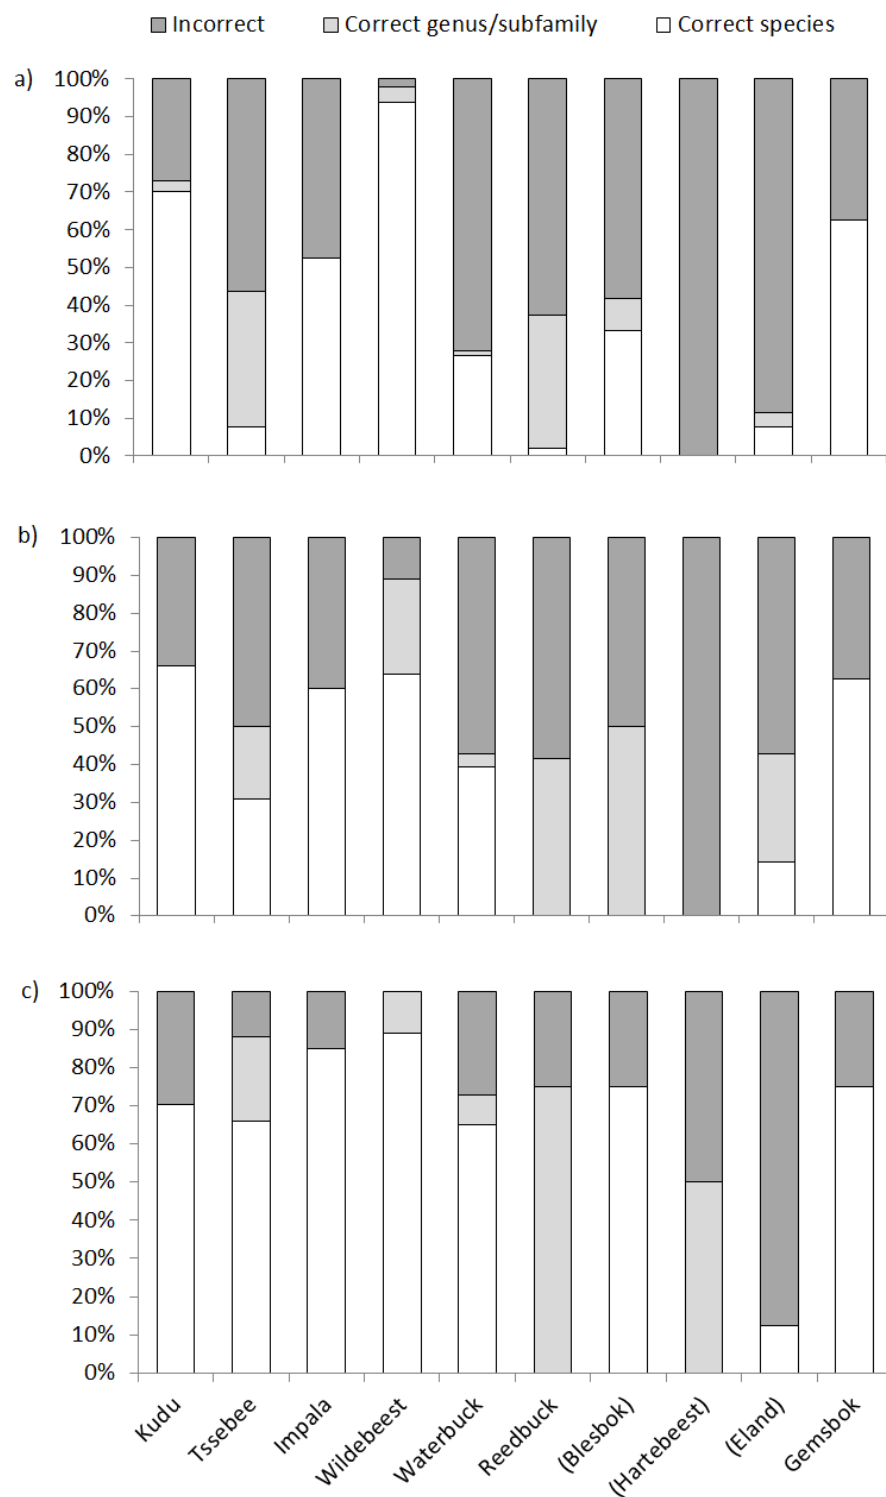 Incorrect Correct genus/subfamily Correct species
a)
100%
90%
80%
70%
60%
50%
40%
30%
20%
10%
0%
b)
100%
90%
80%
70%
60%
50%
40%
30%
20%
10%
0%
c)
100%
90%
80%
70%
60%
50%
40%
30%
20%
10%
0%
Kudu
Tssebee
Impala
Wildebeest
Waterbuck
Reedbuck
(Blesbok)
(Hartebeest)
(Eland)
Gemsbok